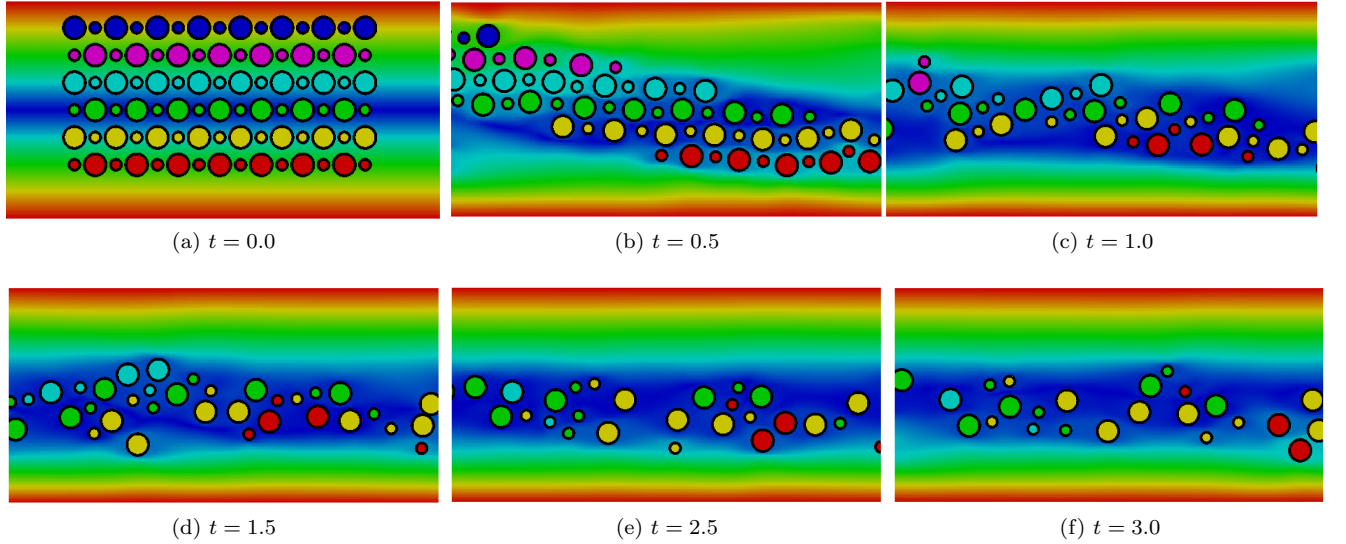 (a) t = 0.0
(b) t = 0.5
(c) t = 1.0
(d) t = 1.5
(e) t = 2.5
(f) t = 3.0